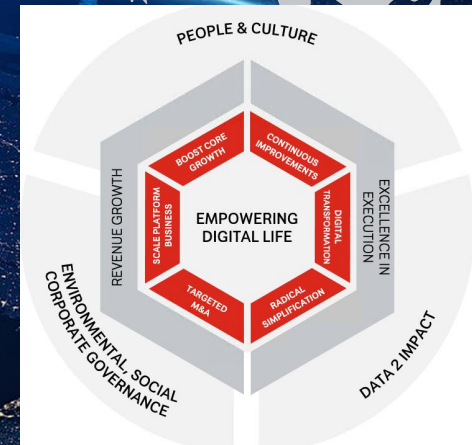 PEOPLE & CULTURE
REVENUE GROWTH
BOOST CORE
GROWTH
CONTINUOUS
IMPROVEMENTS
SCALE PLATFORM
BUSINESS
EMPOWERING
DIGITAL LIFE
DIGITAL
TRANSFORMATION
EXCELLENCE IN
EXECUTION
TARGETED
M&A
RADICAL
SIMPLIFICATION
ENVIRONMENTAL, SOCIAL
CORPORATE GOVERNANCE
DATA 2 IMPACT